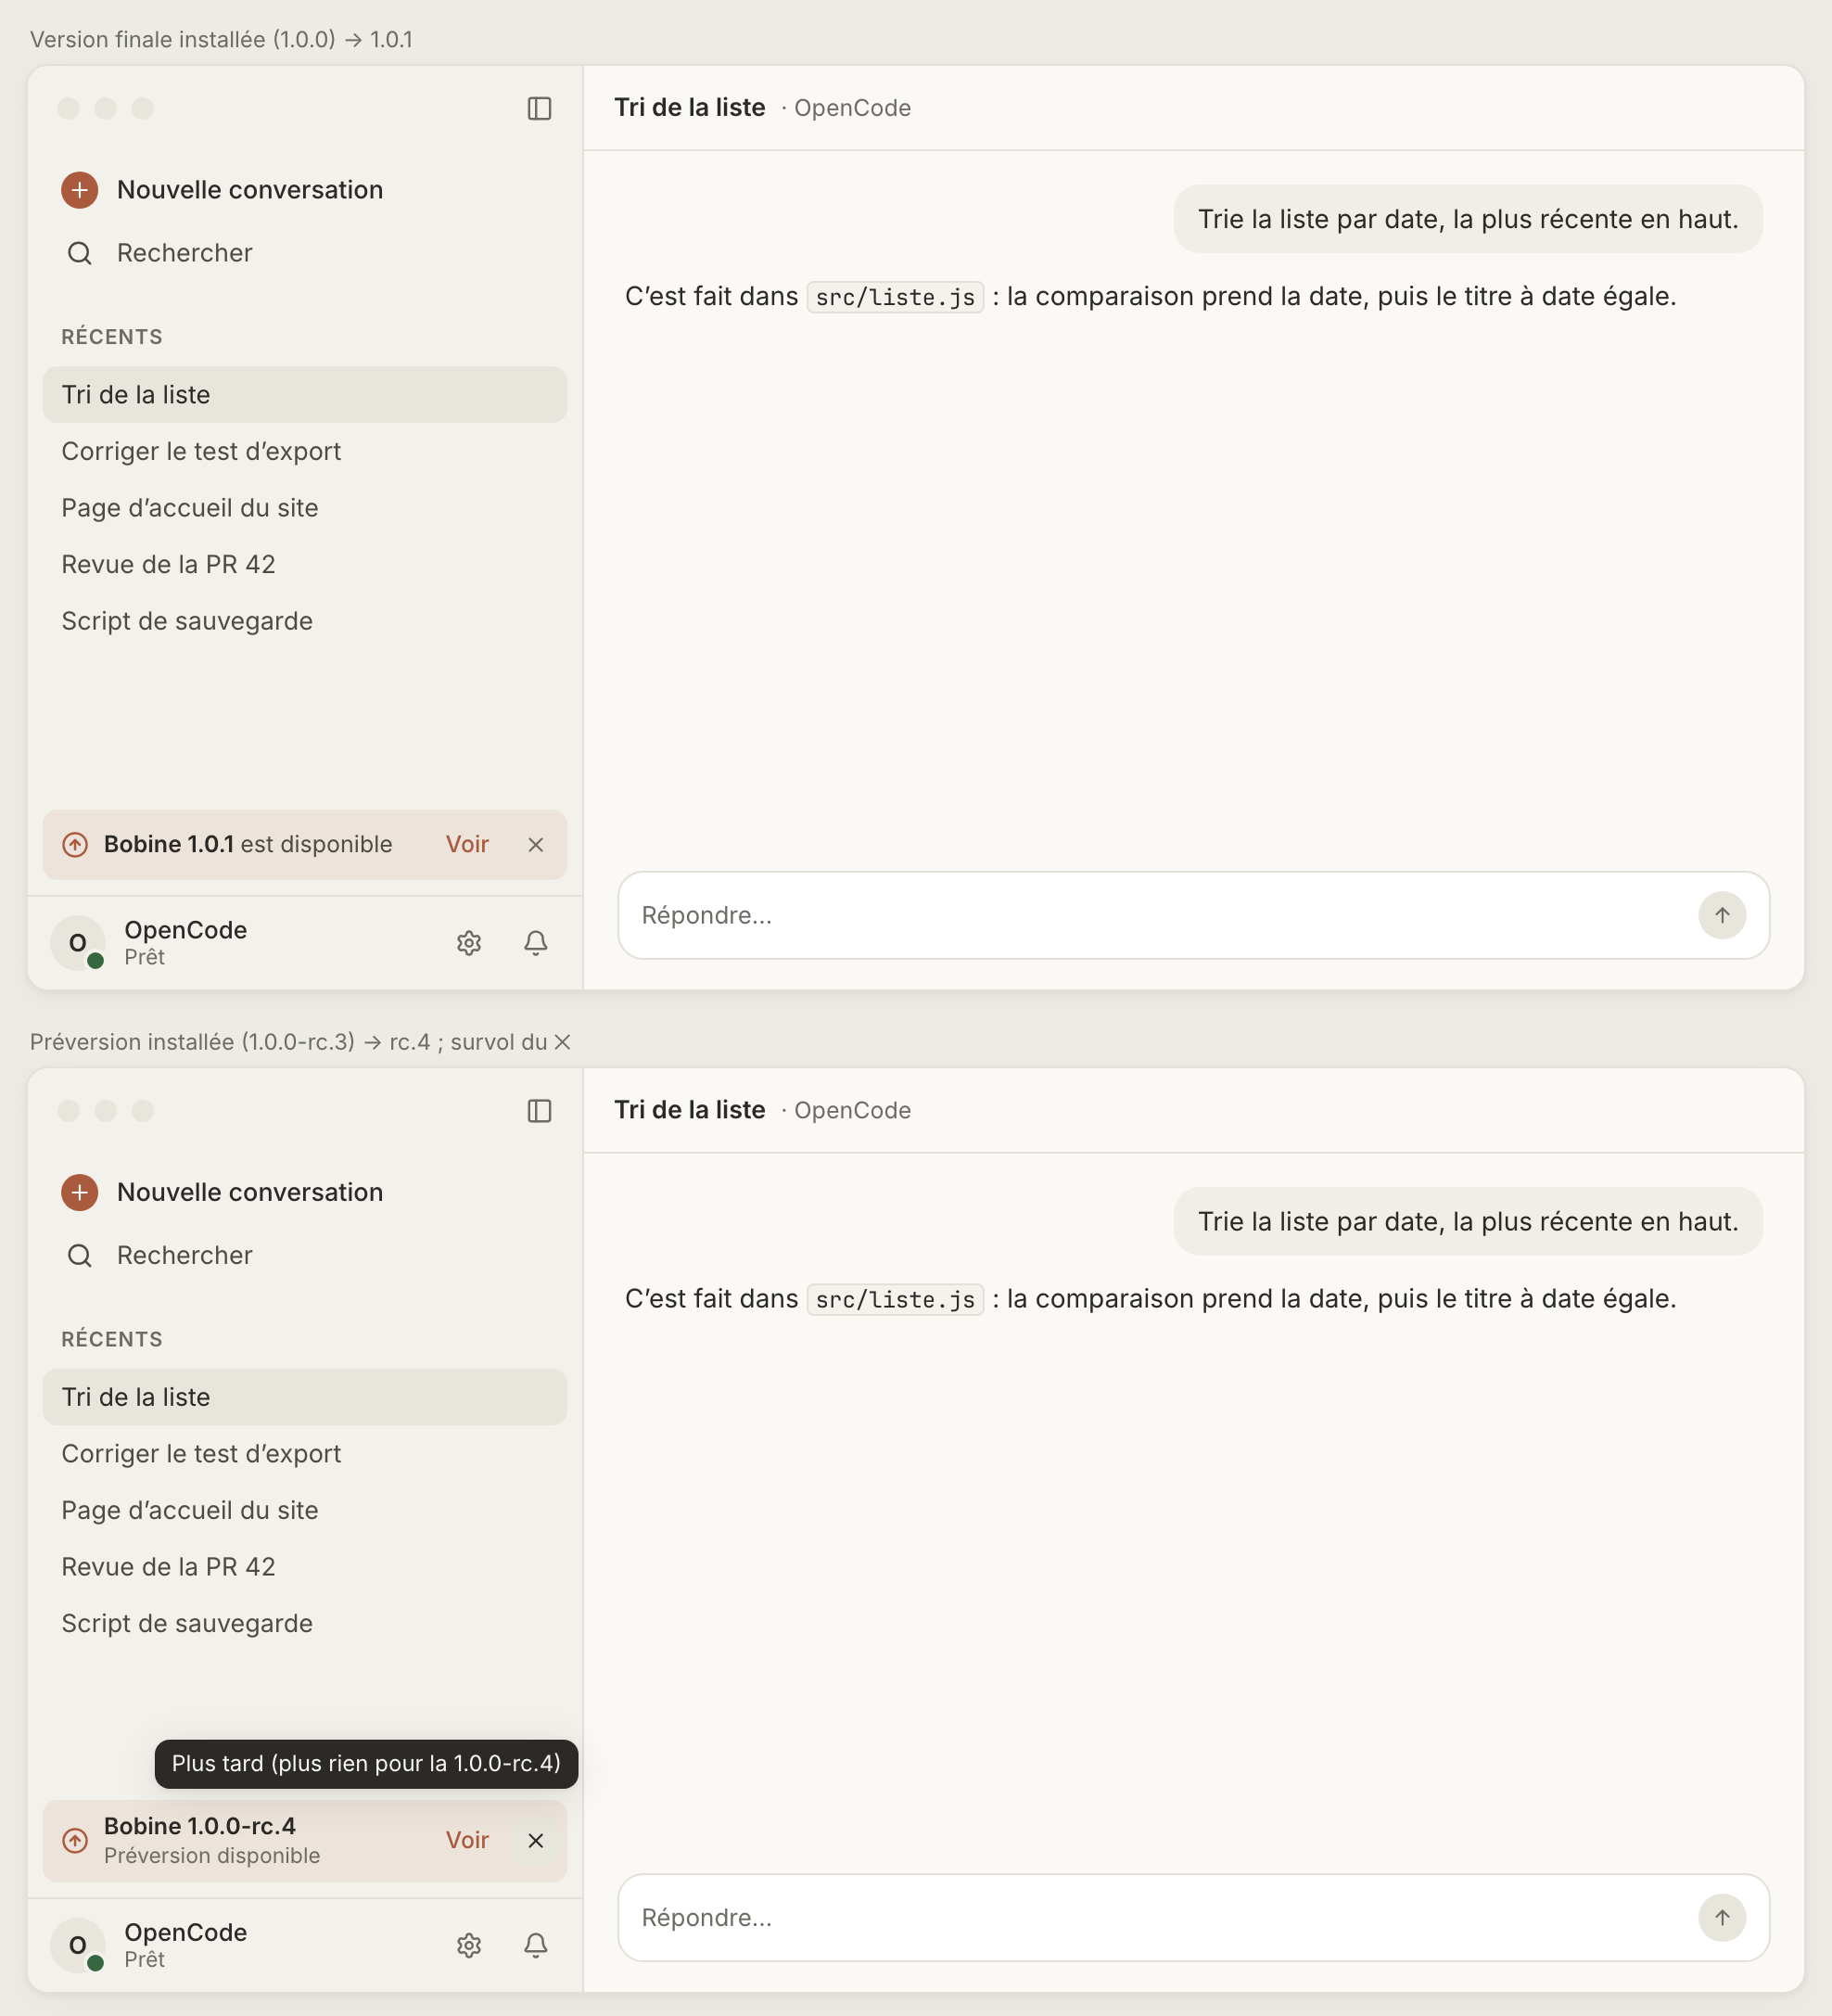 Version finale installée (1.0.0) → 1.0.1
Tri de la liste · OpenCode
Nouvelle conversation
Rechercher
RÉCENTS
Tri de la liste
Corriger le test d’export
Page d’accueil du site
Revue de la PR 42
Script de sauvegarde
Bobine 1.0.1 est disponible Voir ×
O OpenCode
Prêt
Trie la liste par date, la plus récente en haut.
C’est fait dans src/liste.js : la comparaison prend la date, puis le titre à date égale.
Répondre…
Préversion installée (1.0.0-rc.3) → rc.4 ; survol du ×
Tri de la liste · OpenCode
Nouvelle conversation
Rechercher
RÉCENTS
Tri de la liste
Corriger le test d’export
Page d’accueil du site
Revue de la PR 42
Script de sauvegarde
Plus tard (plus rien pour la 1.0.0-rc.4)
Bobine 1.0.0-rc.4
Préversion disponible
Voir ×
O OpenCode
Prêt
Trie la liste par date, la plus récente en haut.
C’est fait dans src/liste.js : la comparaison prend la date, puis le titre à date égale.
Répondre…